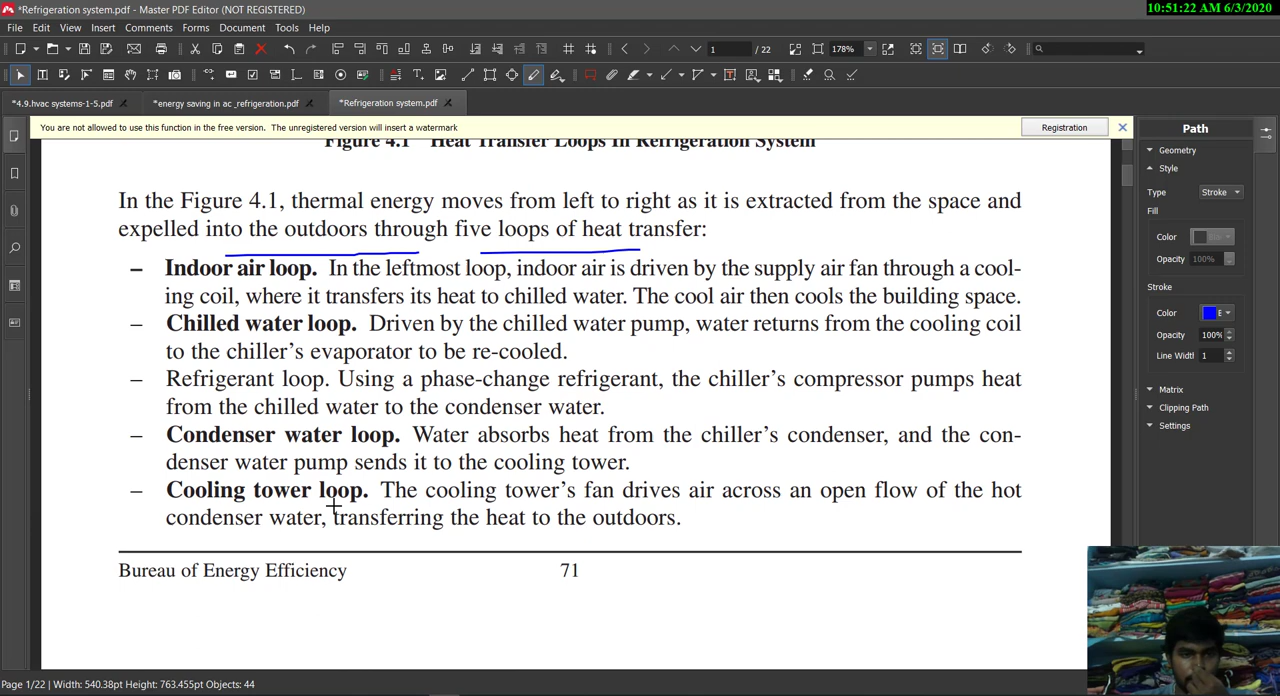 *Refrigeration system.pdf - Master PDF Editor (NOT REGISTERED)
10:51:22 AM 6/3/2020
File Edit View Insert Comments Forms Document Tools Help
1 / 22 178%
*4.9.hvac systems-1-5.pdf *energy saving in ac _refrigeration.pdf *Refrigeration system.pdf
You are not allowed to use this function in the free version. The unregistered version will insert a watermark
Registration
Path
Geometry
Style
Type Stroke
Fill
Color
Opacity 100%
Stroke
Color E
Opacity 100%
Line Widt 1
Matrix
Clipping Path
Settings
Figure 4.1 Heat Transfer Loops In Refrigeration System
In the Figure 4.1, thermal energy moves from left to right as it is extracted from the space and
expelled into the outdoors through five loops of heat transfer:
– Indoor air loop. In the leftmost loop, indoor air is driven by the supply air fan through a cool-
ing coil, where it transfers its heat to chilled water. The cool air then cools the building space.
– Chilled water loop. Driven by the chilled water pump, water returns from the cooling coil
to the chiller's evaporator to be re-cooled.
– Refrigerant loop. Using a phase-change refrigerant, the chiller's compressor pumps heat
from the chilled water to the condenser water.
– Condenser water loop. Water absorbs heat from the chiller's condenser, and the con-
denser water pump sends it to the cooling tower.
– Cooling tower loop. The cooling tower's fan drives air across an open flow of the hot
condenser water, transferring the heat to the outdoors.
Bureau of Energy Efficiency 71
Page 1/22 | Width: 540.38pt Height: 763.455pt Objects: 44